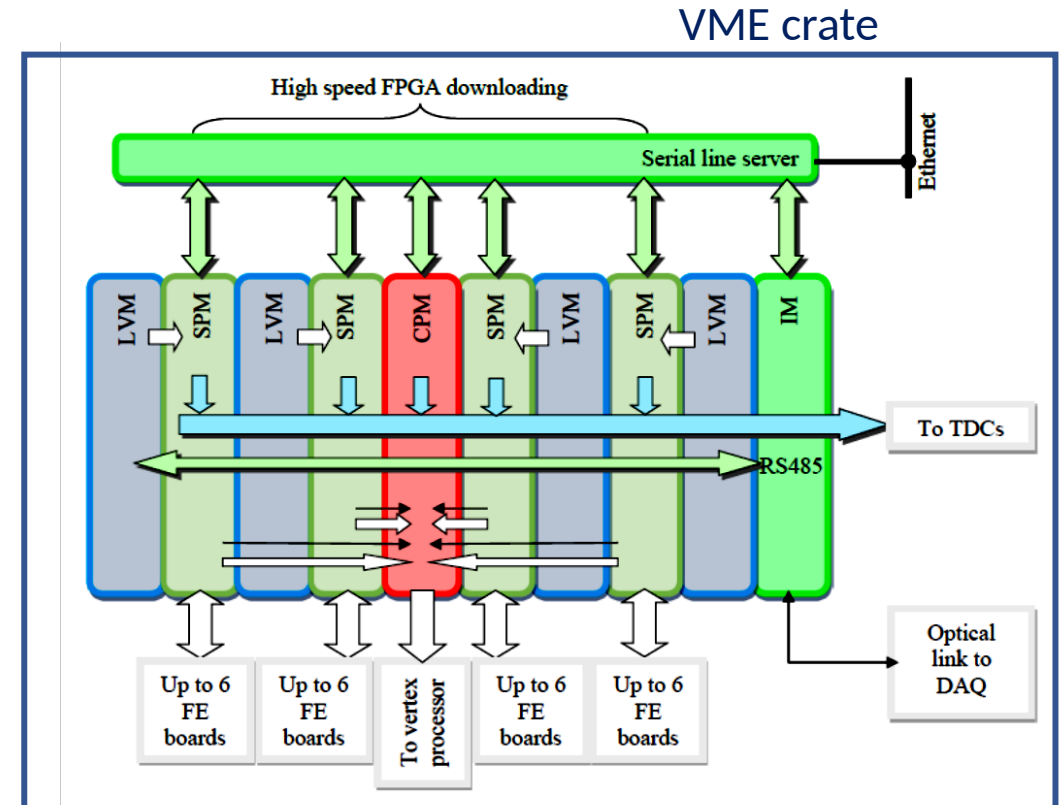 VME crate
High speed FPGA downloading
Serial line server
Ethernet
LVM
SPM
LVM
SPM
CPM
SPM
LVM
SPM
LVM
IM
To TDCs
RS485
Up to 6
FE
boards
Up to 6
FE
boards
To vertex
processor
Up to 6
FE
boards
Up to 6
FE
boards
Optical
link to
DAQ